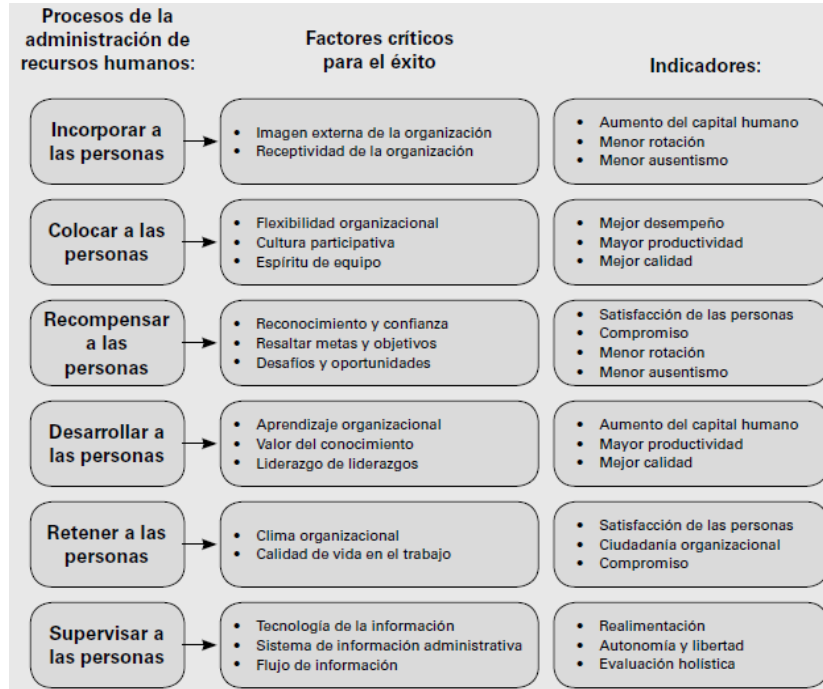 Procesos de la
administración de
recursos humanos:
Factores críticos
para el éxito
Indicadores:
Incorporar a
las personas
• Imagen externa de la organización
• Receptividad de la organización
• Aumento del capital humano
• Menor rotación
• Menor ausentismo
Colocar a las
personas
• Flexibilidad organizacional
• Cultura participativa
• Espíritu de equipo
• Mejor desempeño
• Mayor productividad
• Mejor calidad
Recompensar
a las
personas
• Reconocimiento y confianza
• Resaltar metas y objetivos
• Desafíos y oportunidades
• Satisfacción de las personas
• Compromiso
• Menor rotación
• Menor ausentismo
Desarrollar a
las personas
• Aprendizaje organizacional
• Valor del conocimiento
• Liderazgo de liderazgos
• Aumento del capital humano
• Mayor productividad
• Mejor calidad
Retener a las
personas
• Clima organizacional
• Calidad de vida en el trabajo
• Satisfacción de las personas
• Ciudadanía organizacional
• Compromiso
Supervisar a
las personas
• Tecnología de la información
• Sistema de información administrativa
• Flujo de información
• Realimentación
• Autonomía y libertad
• Evaluación holística